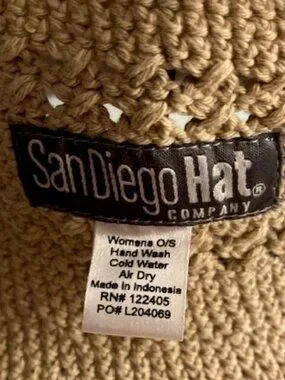 San Diego Hat®
COMPANY
Womens O/S
Hand Wash
Cold Water
Air Dry
Made In Indonesia
RN# 122405
PO# L204069